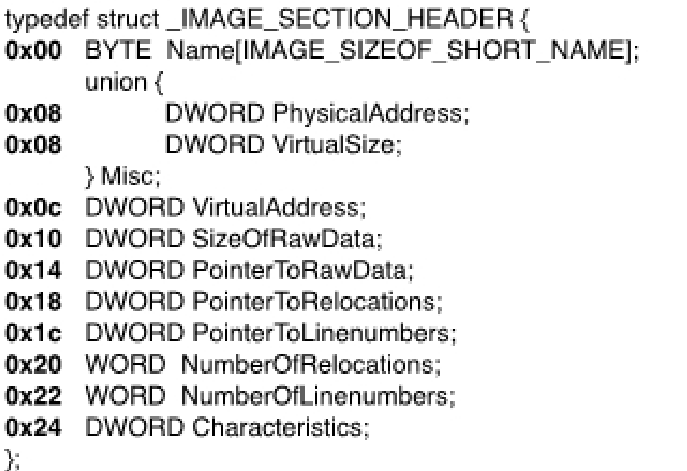 typedef struct _IMAGE_SECTION_HEADER {
0x00 BYTE Name[IMAGE_SIZEOF_SHORT_NAME];
union {
0x08 DWORD PhysicalAddress;
0x08 DWORD VirtualSize;
} Misc;
0x0c DWORD VirtualAddress;
0x10 DWORD SizeOfRawData;
0x14 DWORD PointerToRawData;
0x18 DWORD PointerToRelocations;
0x1c DWORD PointerToLinenumbers;
0x20 WORD NumberOfRelocations;
0x22 WORD NumberOfLinenumbers;
0x24 DWORD Characteristics;
};